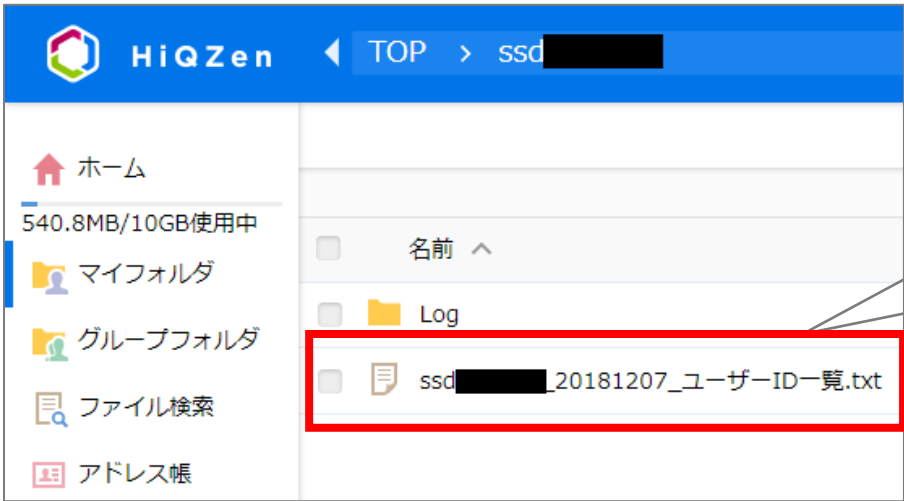 HiQZen
TOP > ssd
ホーム
540.8MB/10GB使用中
マイフォルダ
グループフォルダ
ファイル検索
アドレス帳
名前
Log
ssd _20181207_ユーザーID一覧.txt